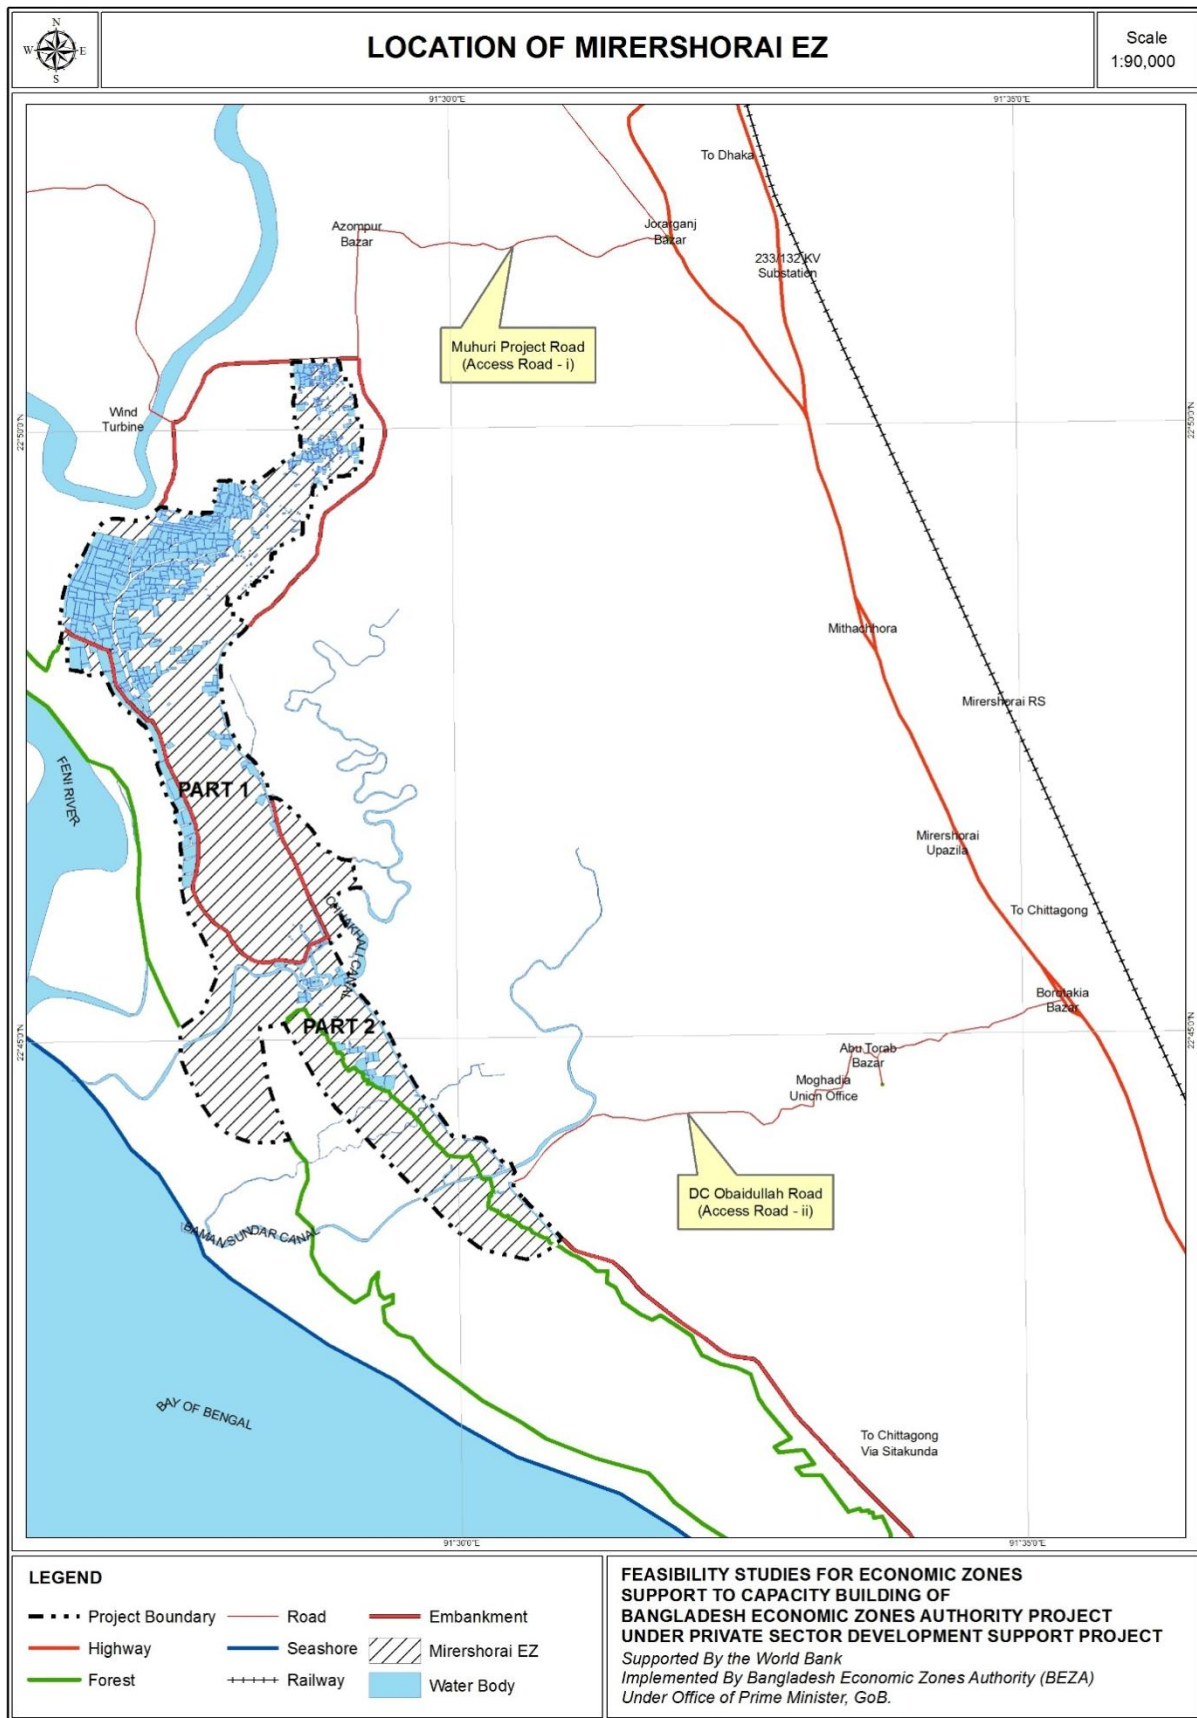 N
W E
S
LOCATION OF MIRERSHORAI EZ
Scale
1:90,000
91°30'0"E
91°35'0"E
To Dhaka
Azompur
Bazar
Jorarganj
Bazar
233/132 KV
Substation
Muhuri Project Road
(Access Road - i)
Wind
Turbine
22°50'0"N
22°50'0"N
Mithachhora
Mirershorai RS
FENI RIVER
PART 1
Mirershorai
Upazila
To Chittagong
ICHHAKHALI CANAL
Borotakia
Bazar
PART 2
22°45'0"N
22°45'0"N
Abu Torab
Bazar
Moghadia
Union Office
DC Obaidullah Road
(Access Road - ii)
BAMAN SUNDAR CANAL
BAY OF BENGAL
To Chittagong
Via Sitakunda
91°30'0"E
91°35'0"E
LEGEND
Project Boundary
Road
Embankment
Highway
Seashore
Mirershorai EZ
Forest
Railway
Water Body
FEASIBILITY STUDIES FOR ECONOMIC ZONES
SUPPORT TO CAPACITY BUILDING OF
BANGLADESH ECONOMIC ZONES AUTHORITY PROJECT
UNDER PRIVATE SECTOR DEVELOPMENT SUPPORT PROJECT
Supported By the World Bank
Implemented By Bangladesh Economic Zones Authority (BEZA)
Under Office of Prime Minister, GoB.